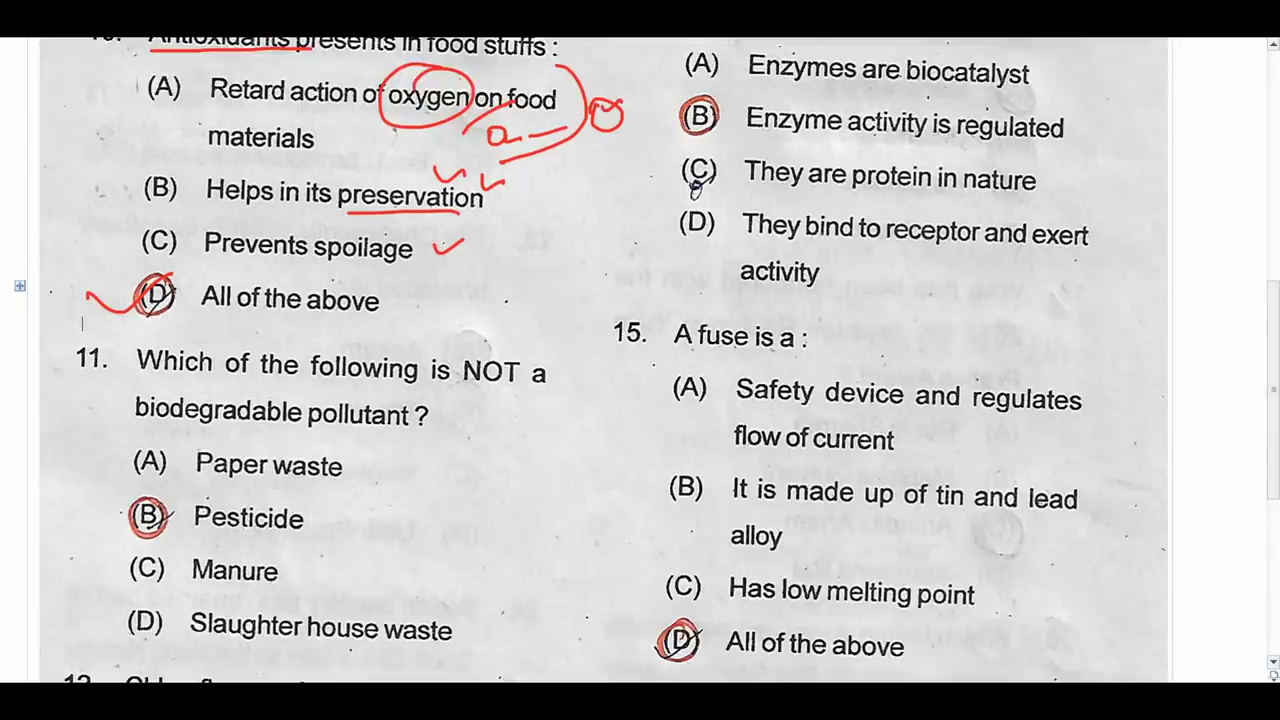 Antioxidants presents in food stuffs :
(A) Retard action of oxygen on food
materials
(B) Helps in its preservation
(C) Prevents spoilage
(D) All of the above
11. Which of the following is NOT a
biodegradable pollutant ?
(A) Paper waste
(B) Pesticide
(C) Manure
(D) Slaughter house waste
(A) Enzymes are biocatalyst
(B) Enzyme activity is regulated
(C) They are protein in nature
(D) They bind to receptor and exert
activity
15. A fuse is a :
(A) Safety device and regulates
flow of current
(B) It is made up of tin and lead
alloy
(C) Has low melting point
(D) All of the above